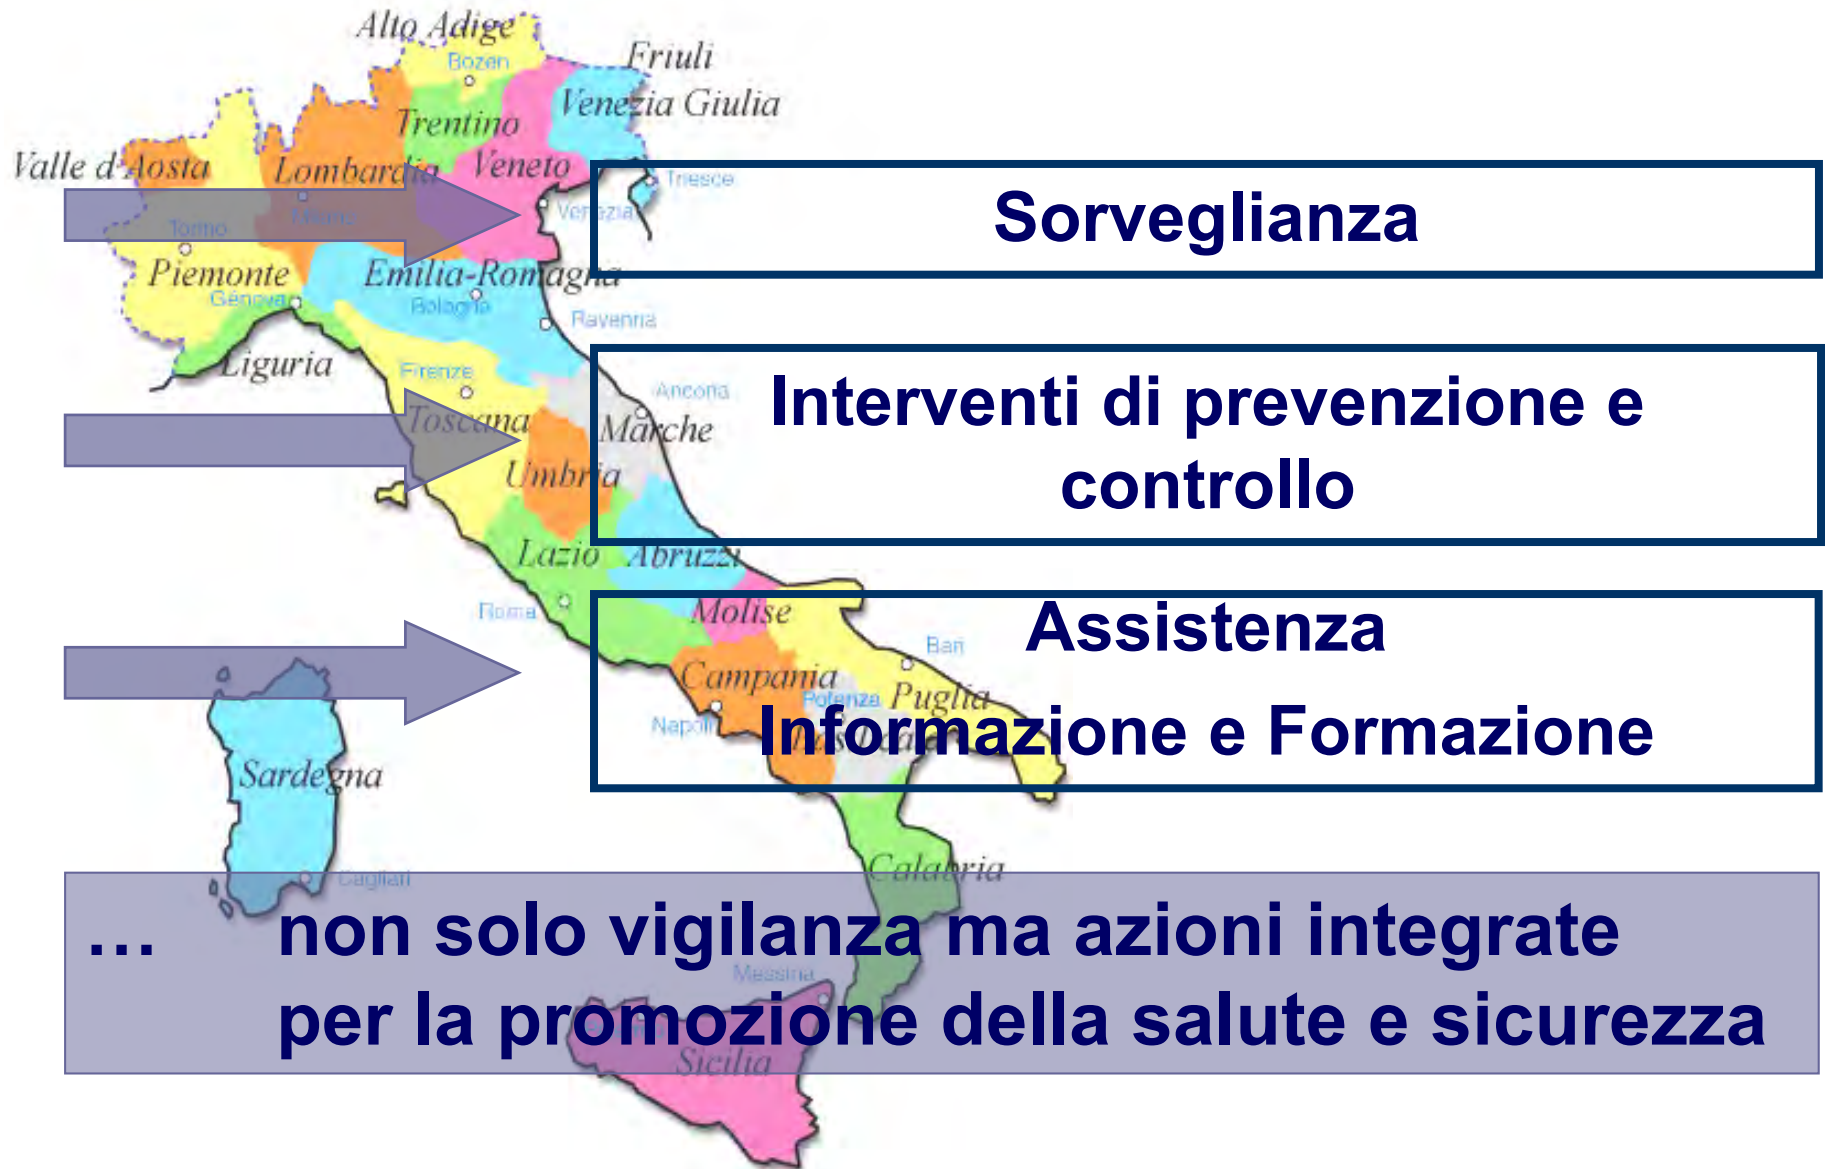 Alto Adige
Bozen
Friuli
Venezia Giulia
Trentino
Valle d'Aosta
Lombardia
Veneto
Triesce
Milano
Venezia
Torino
Sorveglianza
Piemonte
Emilia-Romagna
Génova
Bologna
Ravenna
Liguria
Firenze
Ancona
Toscana
Marche
Interventi di prevenzione e
controllo
Umbria
Lazio
Abruzzi
Roma
Molise
Assistenza
Bari
Campania
Potenza
Puglia
Napoli
Informazione e Formazione
Sardegna
Calabria
Cagliari
… non solo vigilanza ma azioni integrate
Messina
per la promozione della salute e sicurezza
Sicilia